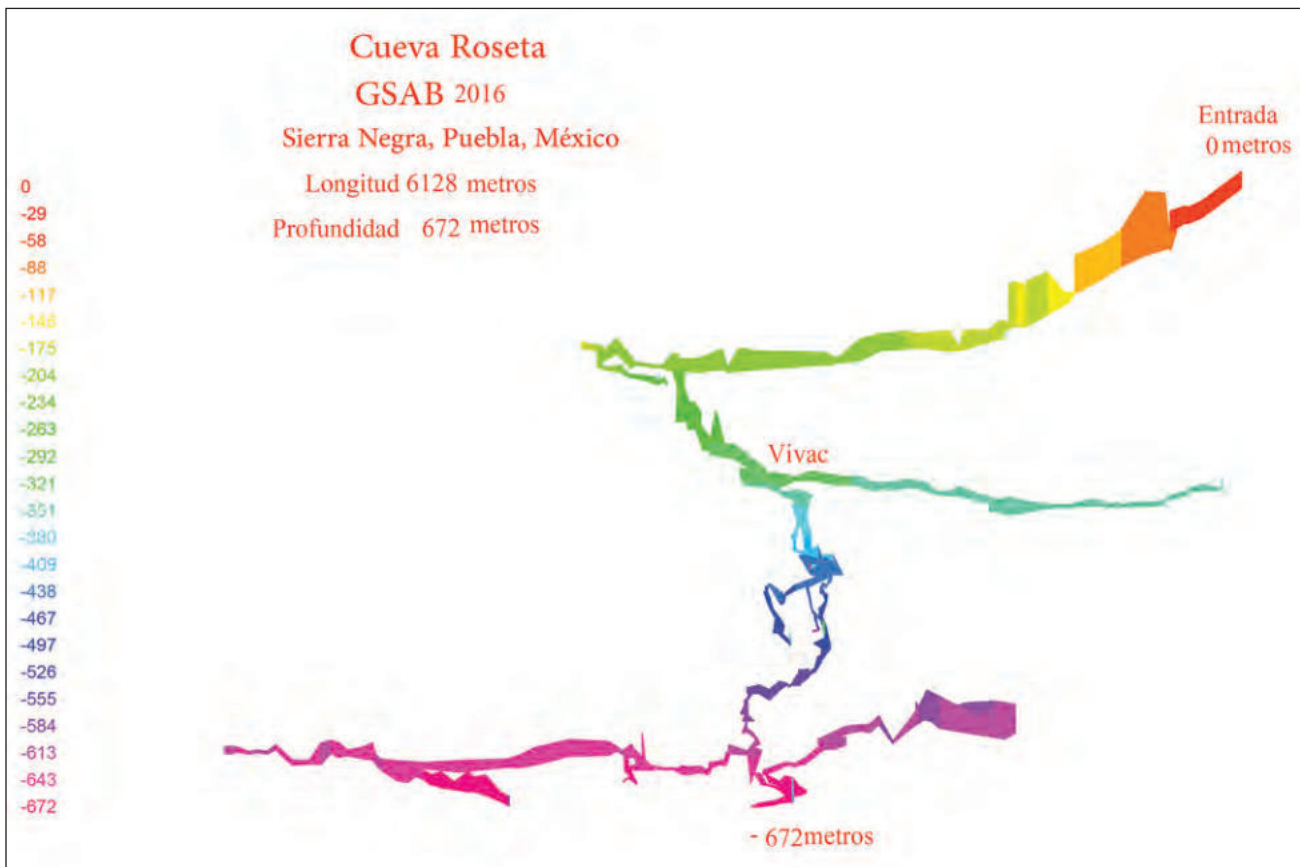 Cueva Roseta
GSAB 2016
Sierra Negra, Puebla, México
Longitud 6128 metros
Profundidad 672 metros
Entrada
0 metros
0
-29
-58
-88
-117
-146
-175
-204
-234
-263
-292
-321
-351
-380
-409
-438
-467
-497
-526
-555
-584
-613
-643
-672
Vivac
- 672 metros